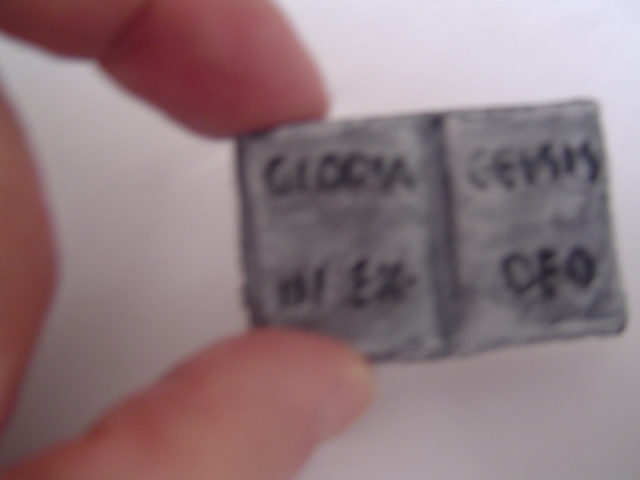 GLORIA
IN EX-
CELSIS
DEO